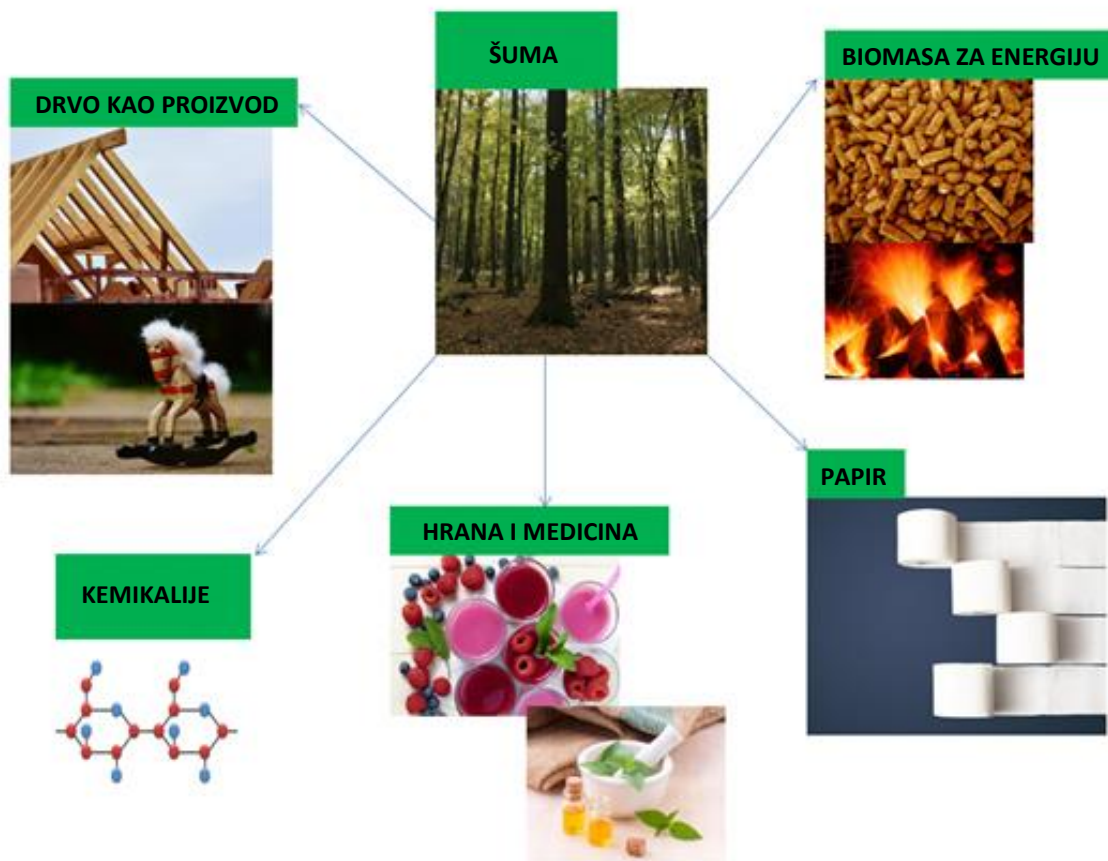 ŠUMA
BIOMASA ZA ENERGIJU
DRVO KAO PROIZVOD
PAPIR
HRANA I MEDICINA
KEMIKALIJE